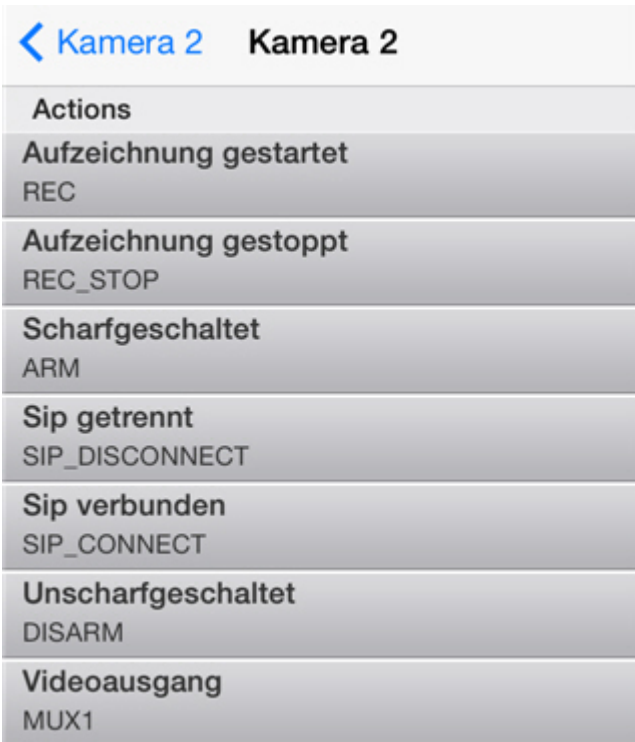 Kamera 2 Kamera 2
Actions
Aufzeichnung gestartet
REC
Aufzeichnung gestoppt
REC_STOP
Scharfgeschaltet
ARM
Sip getrennt
SIP_DISCONNECT
Sip verbunden
SIP_CONNECT
Unscharfgeschaltet
DISARM
Videoausgang
MUX1